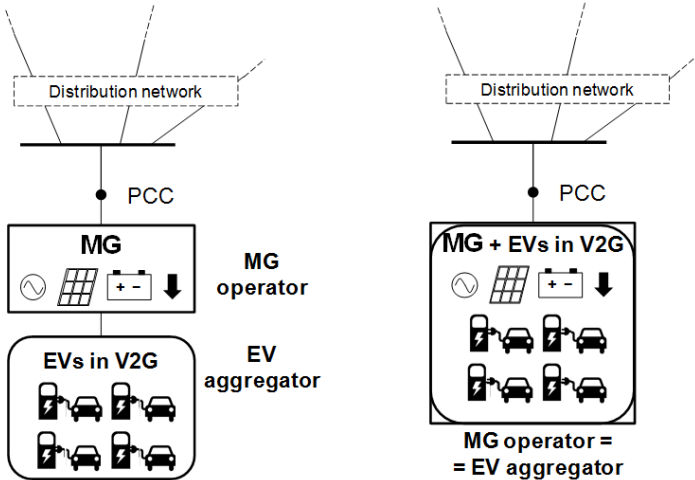 Distribution network
PCC
MG
+ −
MG
operator
EVs in V2G
EV
aggregator
Distribution network
PCC
MG + EVs in V2G
+ −
MG operator =
= EV aggregator